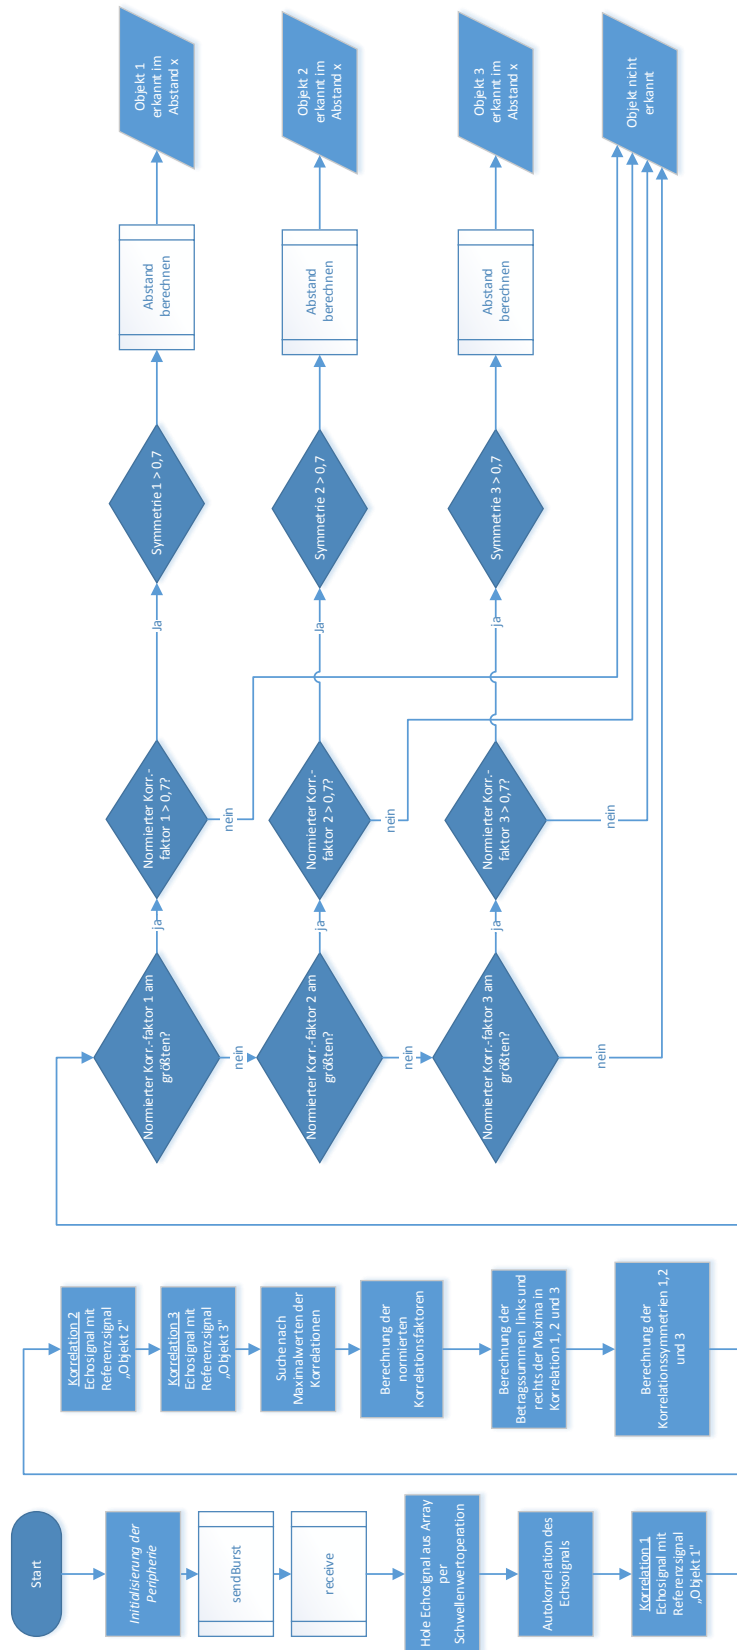 Start
Initialisierung der
Peripherie
sendBurst
receive
Hole Echosignal aus Array
per
Schwellenwertoperation
Autokorrelation des
Echsoignals
Korrelation 1
Echosignal mit
Referenzsignal
„Objekt 1"
Korrelation 2
Echosignal mit
Referenzsignal
„Objekt 2"
Korrelation 3
Echosignal mit
Referenzsignal
„Objekt 3"
Suche nach
Maximalwerten der
Korrelationen
Berechnung der
normierten
Korrelationsfaktoren
Berechnung der
Betragssummen links und
rechts der Maxima in
Korrelation 1, 2 und 3
Berechnung der
Korrelationssymmetrien 1,2
und 3
Normierter Korr.-faktor 1 am
größten?
ja
Normierter Korr.-
faktor 1 > 0,7?
Ja
Symmetrie 1 > 0,7
Abstand
berechnen
Objekt 1
erkannt im
Abstand x
nein
nein
Normierter Korr.-faktor 2 am
größten?
ja
Normierter Korr.-
faktor 2 > 0,7?
Ja
Symmetrie 2 > 0,7
Abstand
berechnen
Objekt 2
erkannt im
Abstand x
nein
nein
Normierter Korr.-faktor 3 am
größten?
ja
Normierter Korr.-
faktor 3 > 0,7?
ja
Symmetrie 3 > 0,7
Abstand
berechnen
Objekt 3
erkannt im
Abstand x
nein
nein
Objekt nicht
erkannt